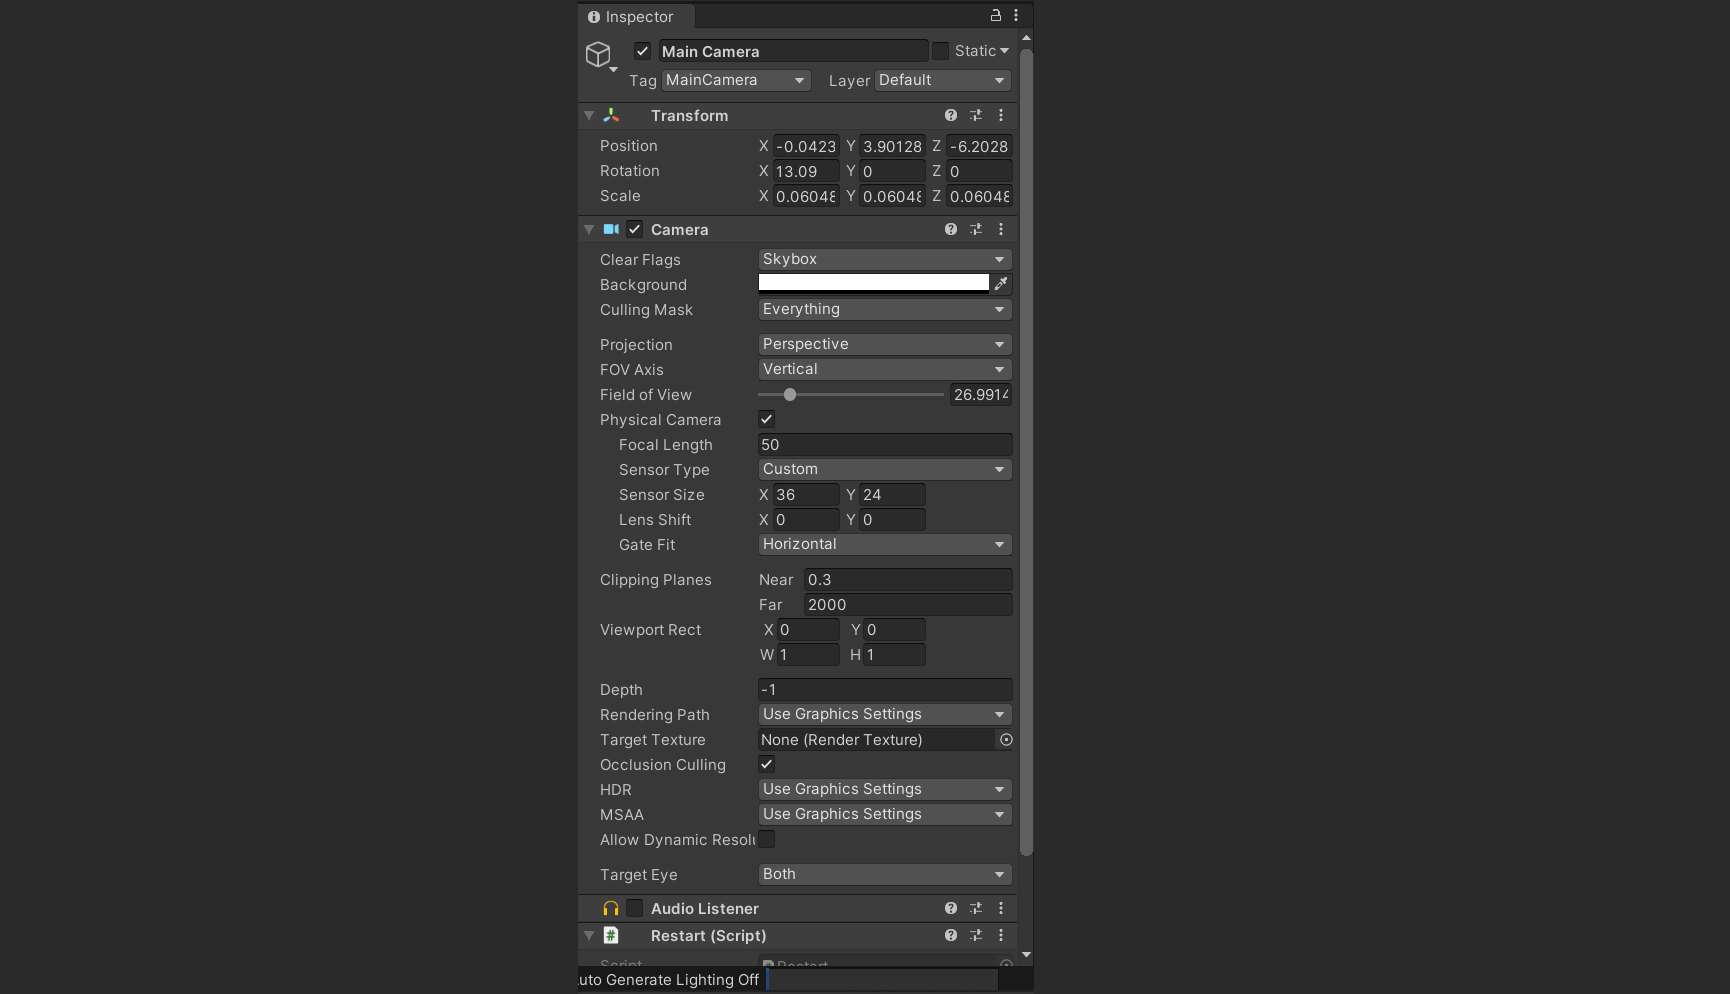 Inspector
Main Camera Static
Tag MainCamera Layer Default
Transform
Position X -0.0423 Y 3.90128 Z -6.2028
Rotation X 13.09 Y 0 Z 0
Scale X 0.06048 Y 0.06048 Z 0.06048
Camera
Clear Flags Skybox
Background
Culling Mask Everything
Projection Perspective
FOV Axis Vertical
Field of View 26.9914
Physical Camera
Focal Length 50
Sensor Type Custom
Sensor Size X 36 Y 24
Lens Shift X 0 Y 0
Gate Fit Horizontal
Clipping Planes Near 0.3
Far 2000
Viewport Rect X 0 Y 0
W 1 H 1
Depth -1
Rendering Path Use Graphics Settings
Target Texture None (Render Texture)
Occlusion Culling
HDR Use Graphics Settings
MSAA Use Graphics Settings
Allow Dynamic Resolu
Target Eye Both
Audio Listener
Restart (Script)
Script Restart
uto Generate Lighting Off